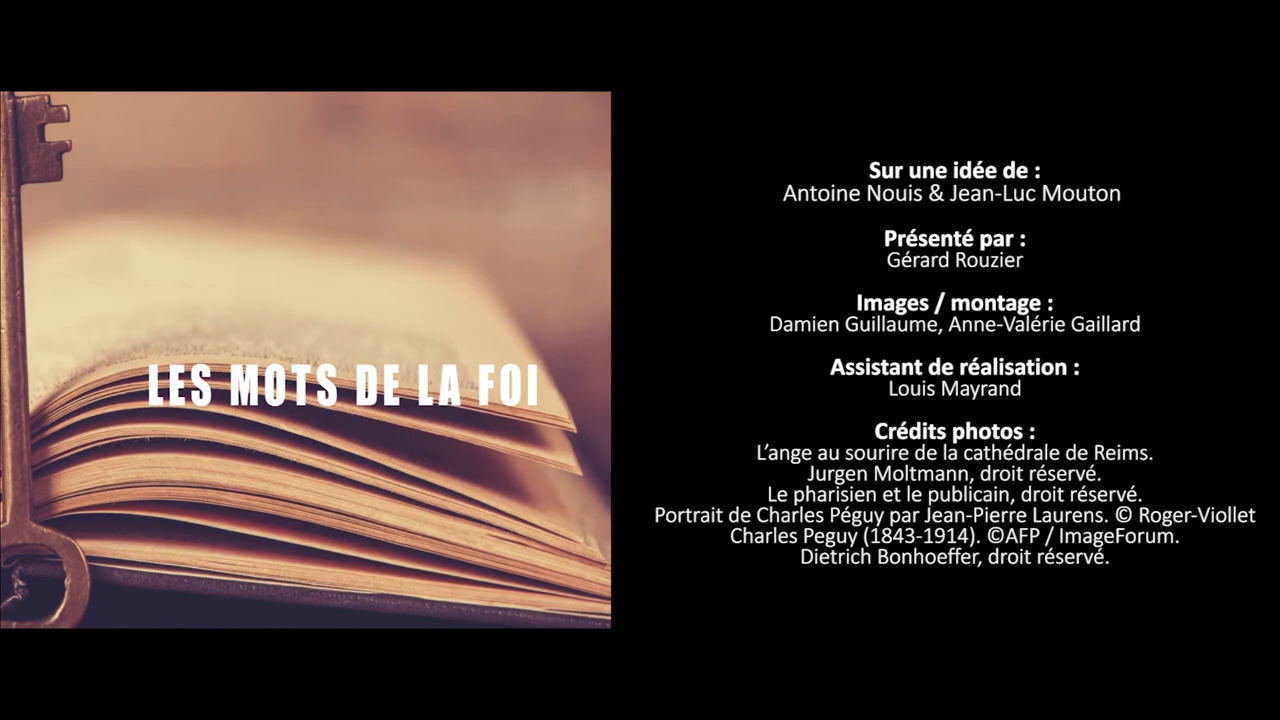 LES MOTS DE LA FOI
Sur une idée de :
Antoine Nouis & Jean-Luc Mouton
Présenté par :
Gérard Rouzier
Images / montage :
Damien Guillaume, Anne-Valérie Gaillard
Assistant de réalisation :
Louis Mayrand
Crédits photos :
L’ange au sourire de la cathédrale de Reims.
Jurgen Moltmann, droit réservé.
Le pharisien et le publicain, droit réservé.
Portrait de Charles Péguy par Jean-Pierre Laurens. © Roger-Viollet
Charles Peguy (1843-1914). ©AFP / ImageForum.
Dietrich Bonhoeffer, droit réservé.